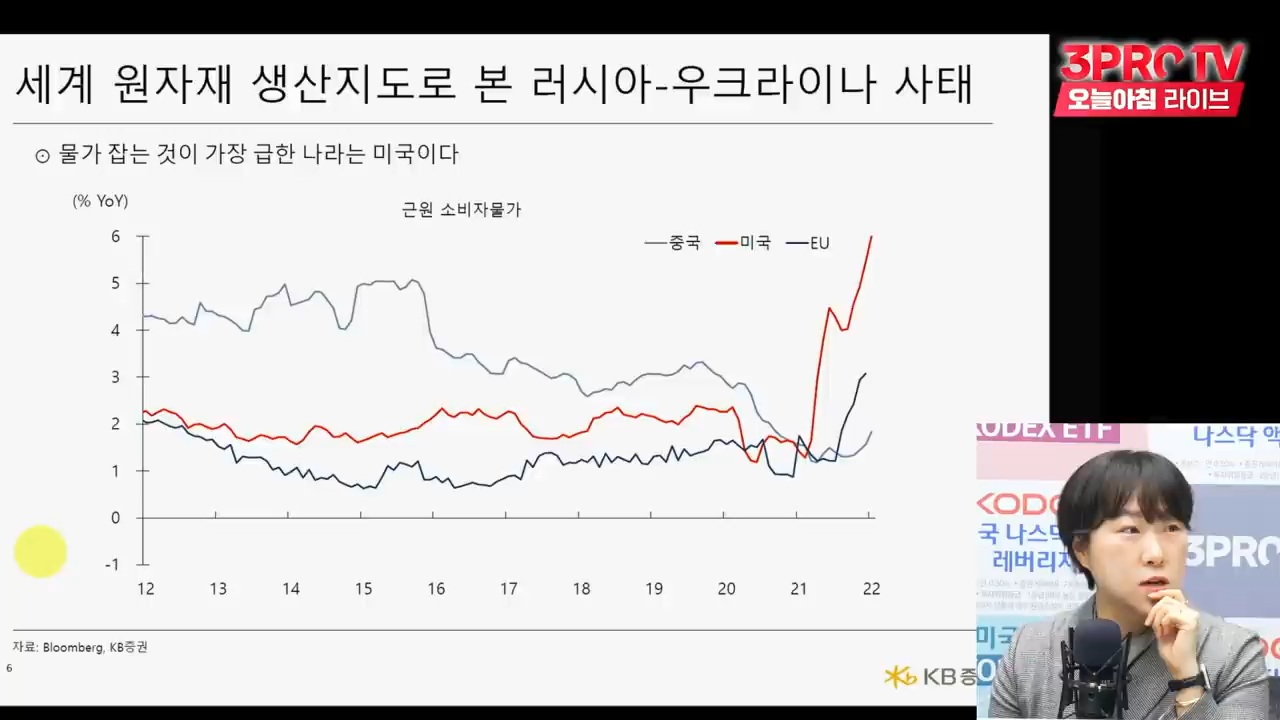 세계 원자재 생산지도로 본 러시아-우크라이나 사태
3PRO TV
오늘아침 라이브
⊙ 물가 잡는 것이 가장 급한 나라는 미국이다
(% YoY)
근원 소비자물가
중국 미국 EU
6
5
4
3
2
1
0
-1
12 13 14 15 16 17 18 19 20 21 22
자료: Bloomberg, KB증권
6
KB증
KODEX ETF
나스닥 액
KODE
국 나스닥
레버리지
3PRO
미국